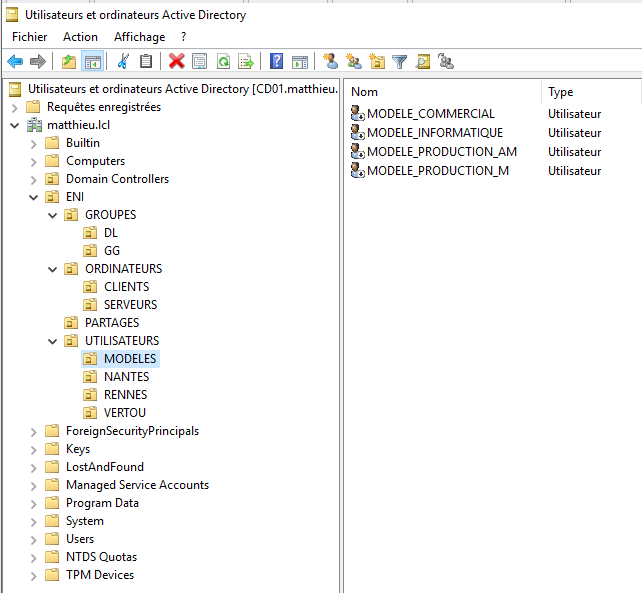 Utilisateurs et ordinateurs Active Directory
Fichier Action Affichage ?
Utilisateurs et ordinateurs Active Directory [CD01.matthieu.
Requêtes enregistrées
matthieu.lcl
Builtin
Computers
Domain Controllers
ENI
GROUPES
DL
GG
ORDINATEURS
CLIENTS
SERVEURS
PARTAGES
UTILISATEURS
MODELES
NANTES
RENNES
VERTOU
ForeignSecurityPrincipals
Keys
LostAndFound
Managed Service Accounts
Program Data
System
Users
NTDS Quotas
TPM Devices
Nom Type
MODELE_COMMERCIAL Utilisateur
MODELE_INFORMATIQUE Utilisateur
MODELE_PRODUCTION_AM Utilisateur
MODELE_PRODUCTION_M Utilisateur